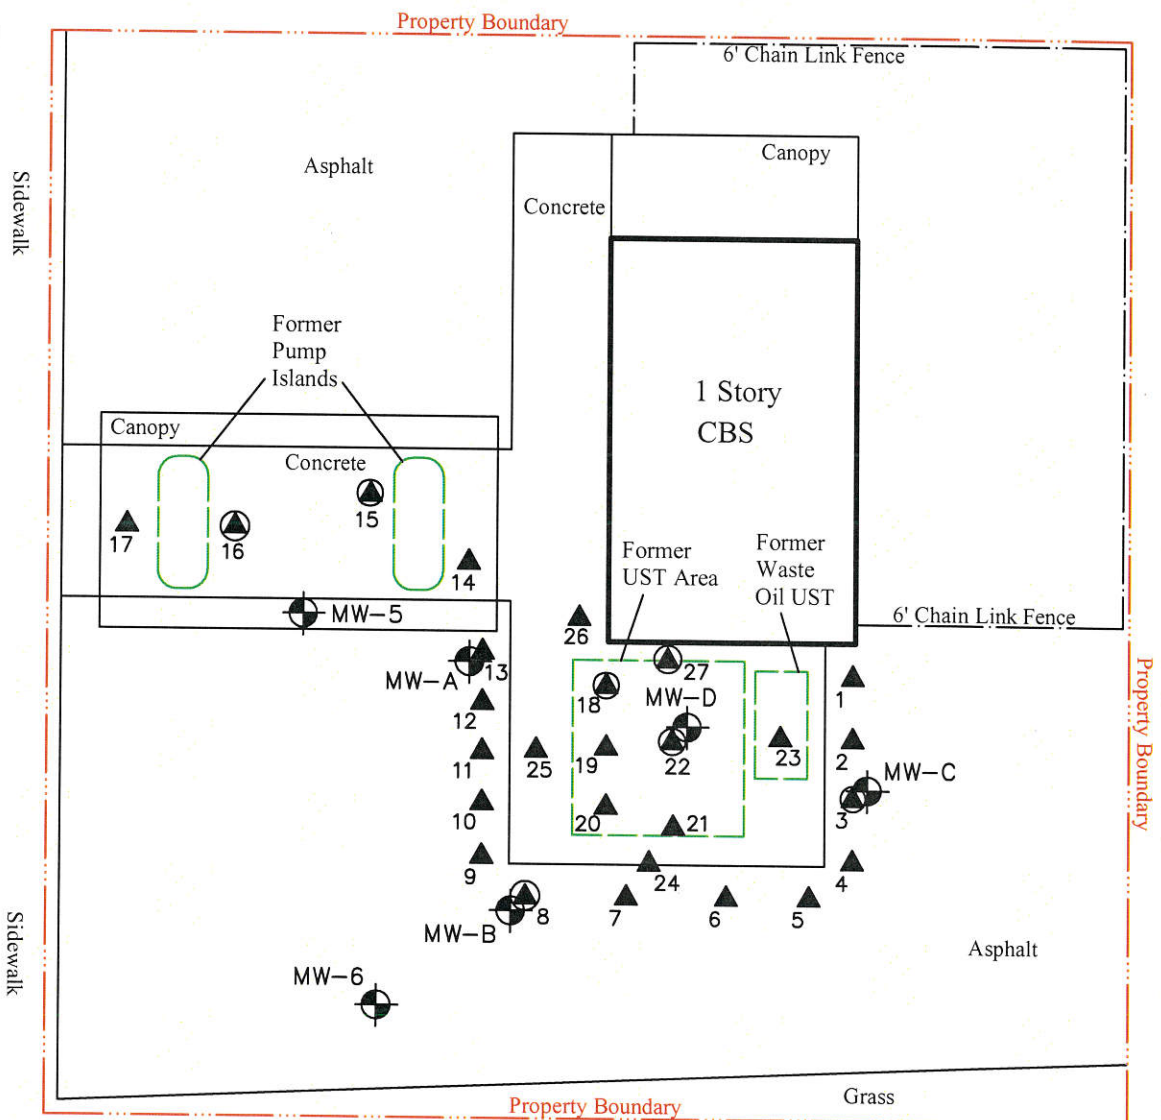 Property Boundary
6' Chain Link Fence
Canopy
Asphalt
Sidewalk
Concrete
Former
Pump
Islands
1 Story
CBS
Canopy
Concrete
15
17
16
14
Former
UST Area
Former
Waste
Oil UST
MW-5
26
6' Chain Link Fence
13
MW-A
27
18
MW-D
1
12
11
25
19
22
23
2
MW-C
10
20
21
3
9
24
4
8
7
6
5
MW-B
MW-6
Asphalt
Sidewalk
Property Boundary
Grass
Property Boundary